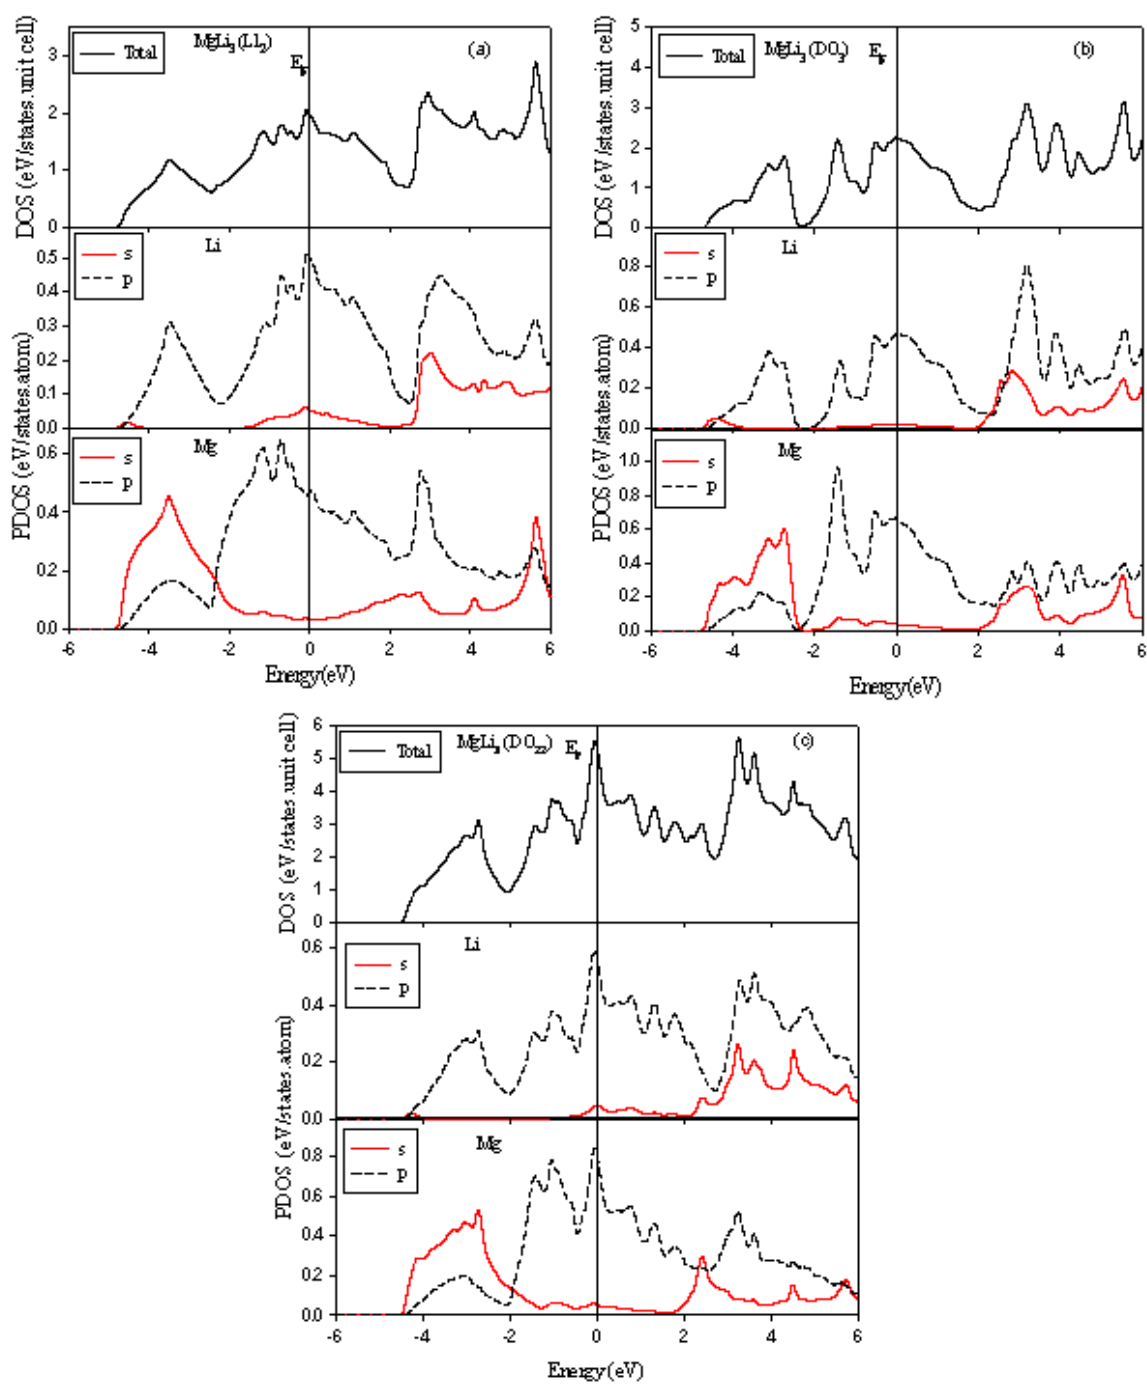 MgLi3(L12) (a)
Total
EF
DOS (eV/states.unit cell)
3
2
1
0
Li
s
p
0.5
0.4
0.3
0.2
0.1
0
Mg
s
p
0.6
0.4
0.2
0.0
PDOS (eV/states.atom)
-6 -4 -2 0 2 4 6
Energy(eV)
MgLi3(DO3) EF (b)
Total
DOS (eV/states.unit cell)
5
4
3
2
1
0
Li
s
p
0.8
0.6
0.4
0.2
0.0
Mg
s
p
1.0
0.8
0.6
0.4
0.2
0.0
PDOS (eV/states.atom)
-6 -4 -2 0 2 4 6
Energy(eV)
MgLi3(DO22) EF (c)
Total
DOS (eV/states.unit cell)
6
5
4
3
2
1
0
Li
s
p
0.6
0.4
0.2
0.0
Mg
s
p
0.8
0.6
0.4
0.2
0.0
PDOS (eV/states.atom)
-6 -4 -2 0 2 4 6
Energy(eV)